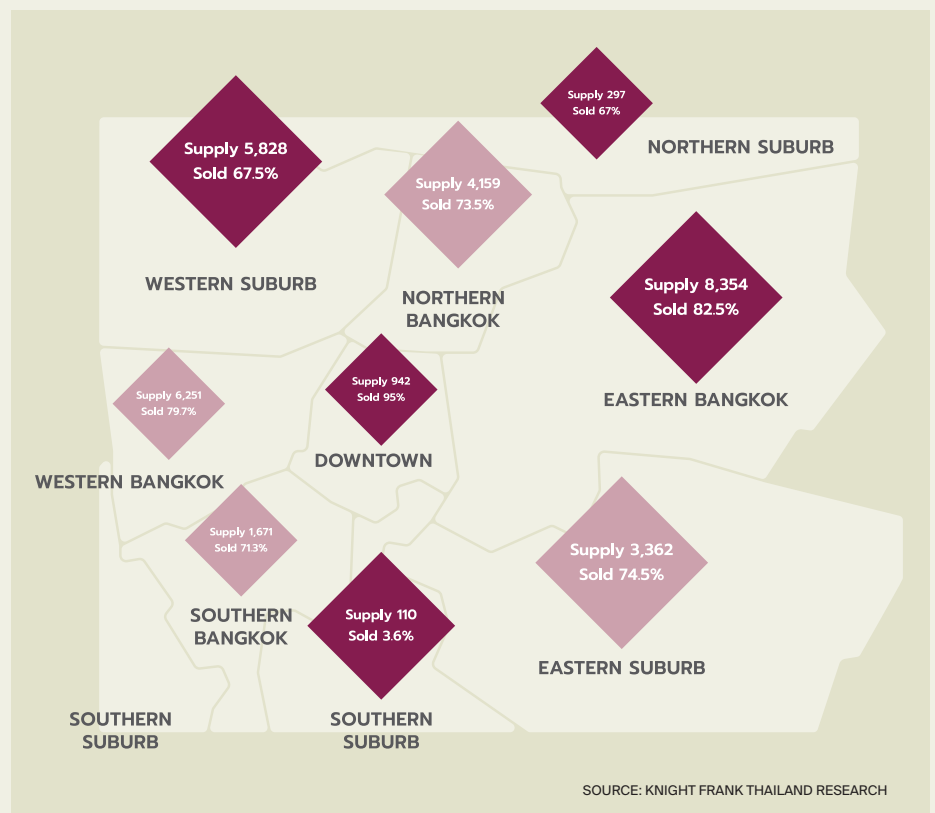 Supply 297
Sold 67%
NORTHERN SUBURB
Supply 5,828
Sold 67.5%
WESTERN SUBURB
Supply 4,159
Sold 73.5%
NORTHERN
BANGKOK
Supply 8,354
Sold 82.5%
EASTERN BANGKOK
Supply 6,251
Sold 79.7%
WESTERN BANGKOK
Supply 942
Sold 95%
DOWNTOWN
Supply 1,671
Sold 71.3%
SOUTHERN
BANGKOK
Supply 110
Sold 3.6%
SOUTHERN
SUBURB
Supply 3,362
Sold 74.5%
EASTERN SUBURB
SOUTHERN
SUBURB
SOURCE: KNIGHT FRANK THAILAND RESEARCH